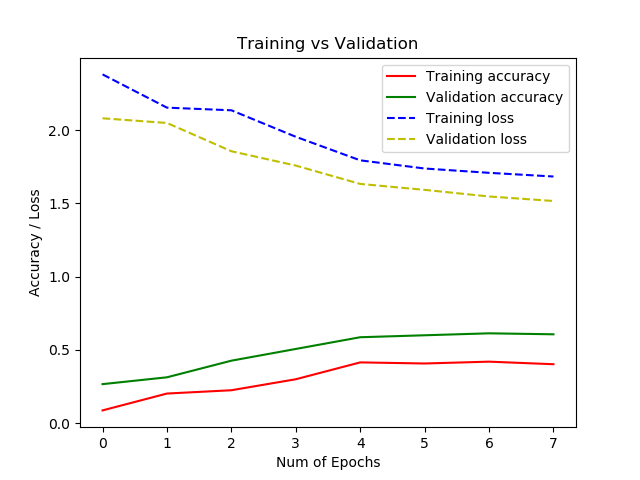 Training vs Validation
Training accuracy
Validation accuracy
Training loss
Validation loss
2.0
1.5
1.0
0.5
0.0
Accuracy / Loss
0 1 2 3 4 5 6 7
Num of Epochs